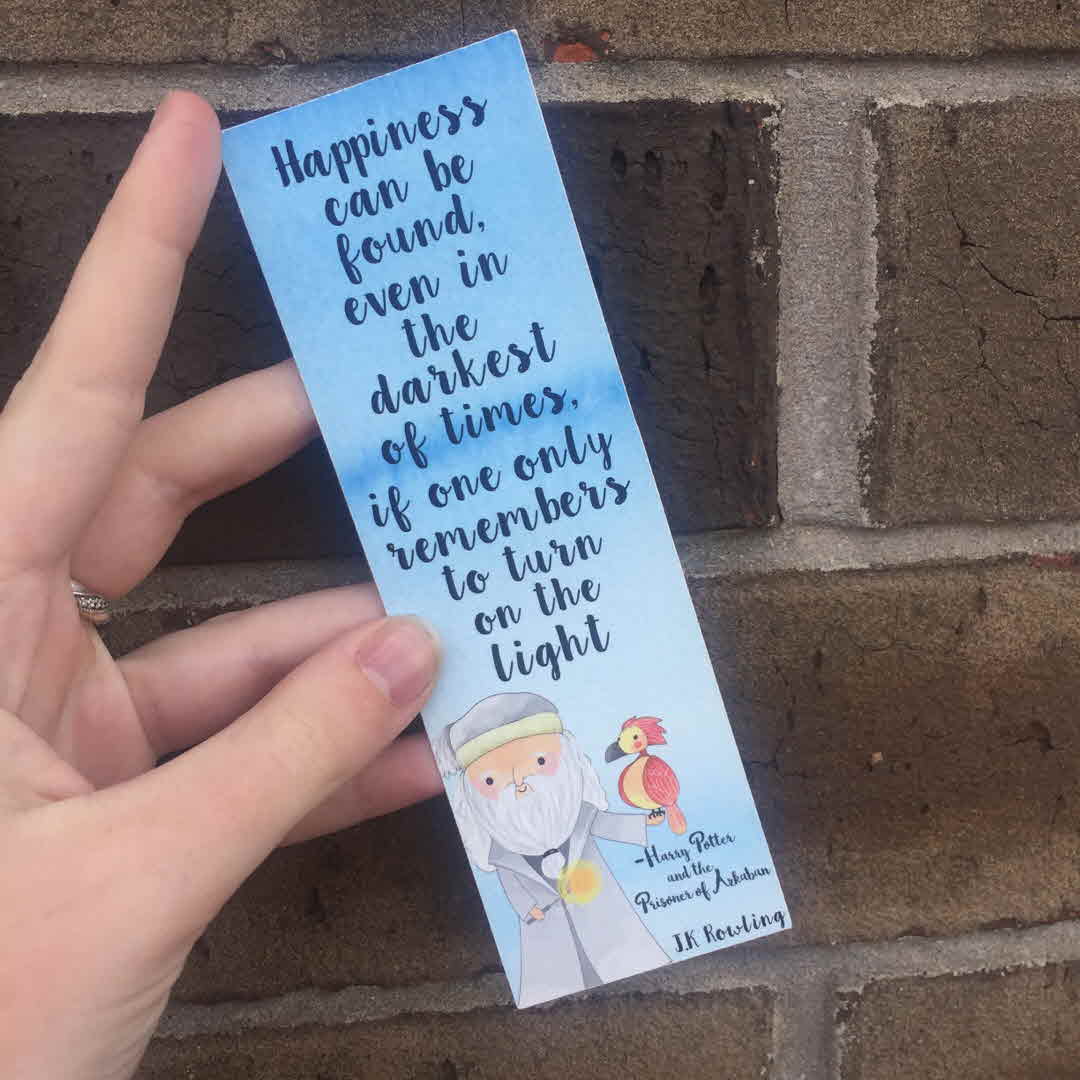 Happiness
can be
found,
even in
the
darkest
of times,
if one only
remembers
to turn
on the
light
-Harry Potter
and the
Prisoner of Azkaban
J.K Rowling